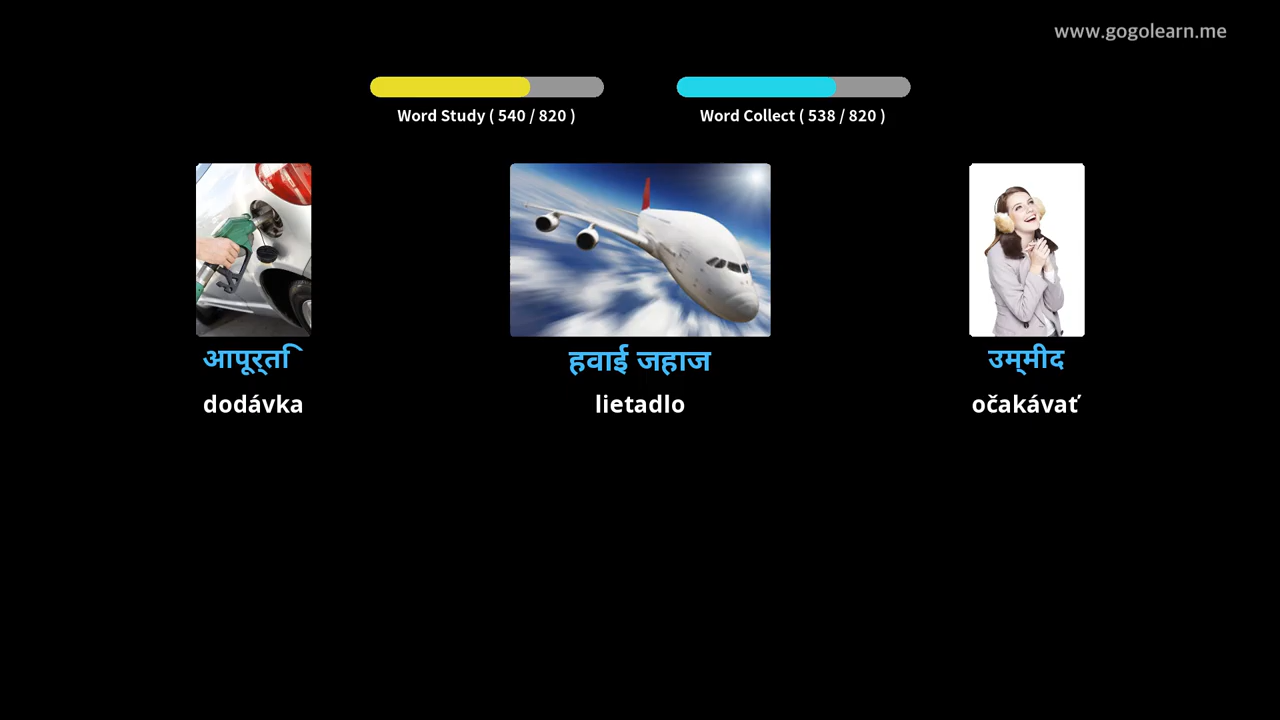 www.gogolearn.me
Word Study ( 540 / 820 )
Word Collect ( 538 / 820 )
आपूर्ति
हवाई जहाज
उम्मीद
dodávka
lietadlo
očakávať